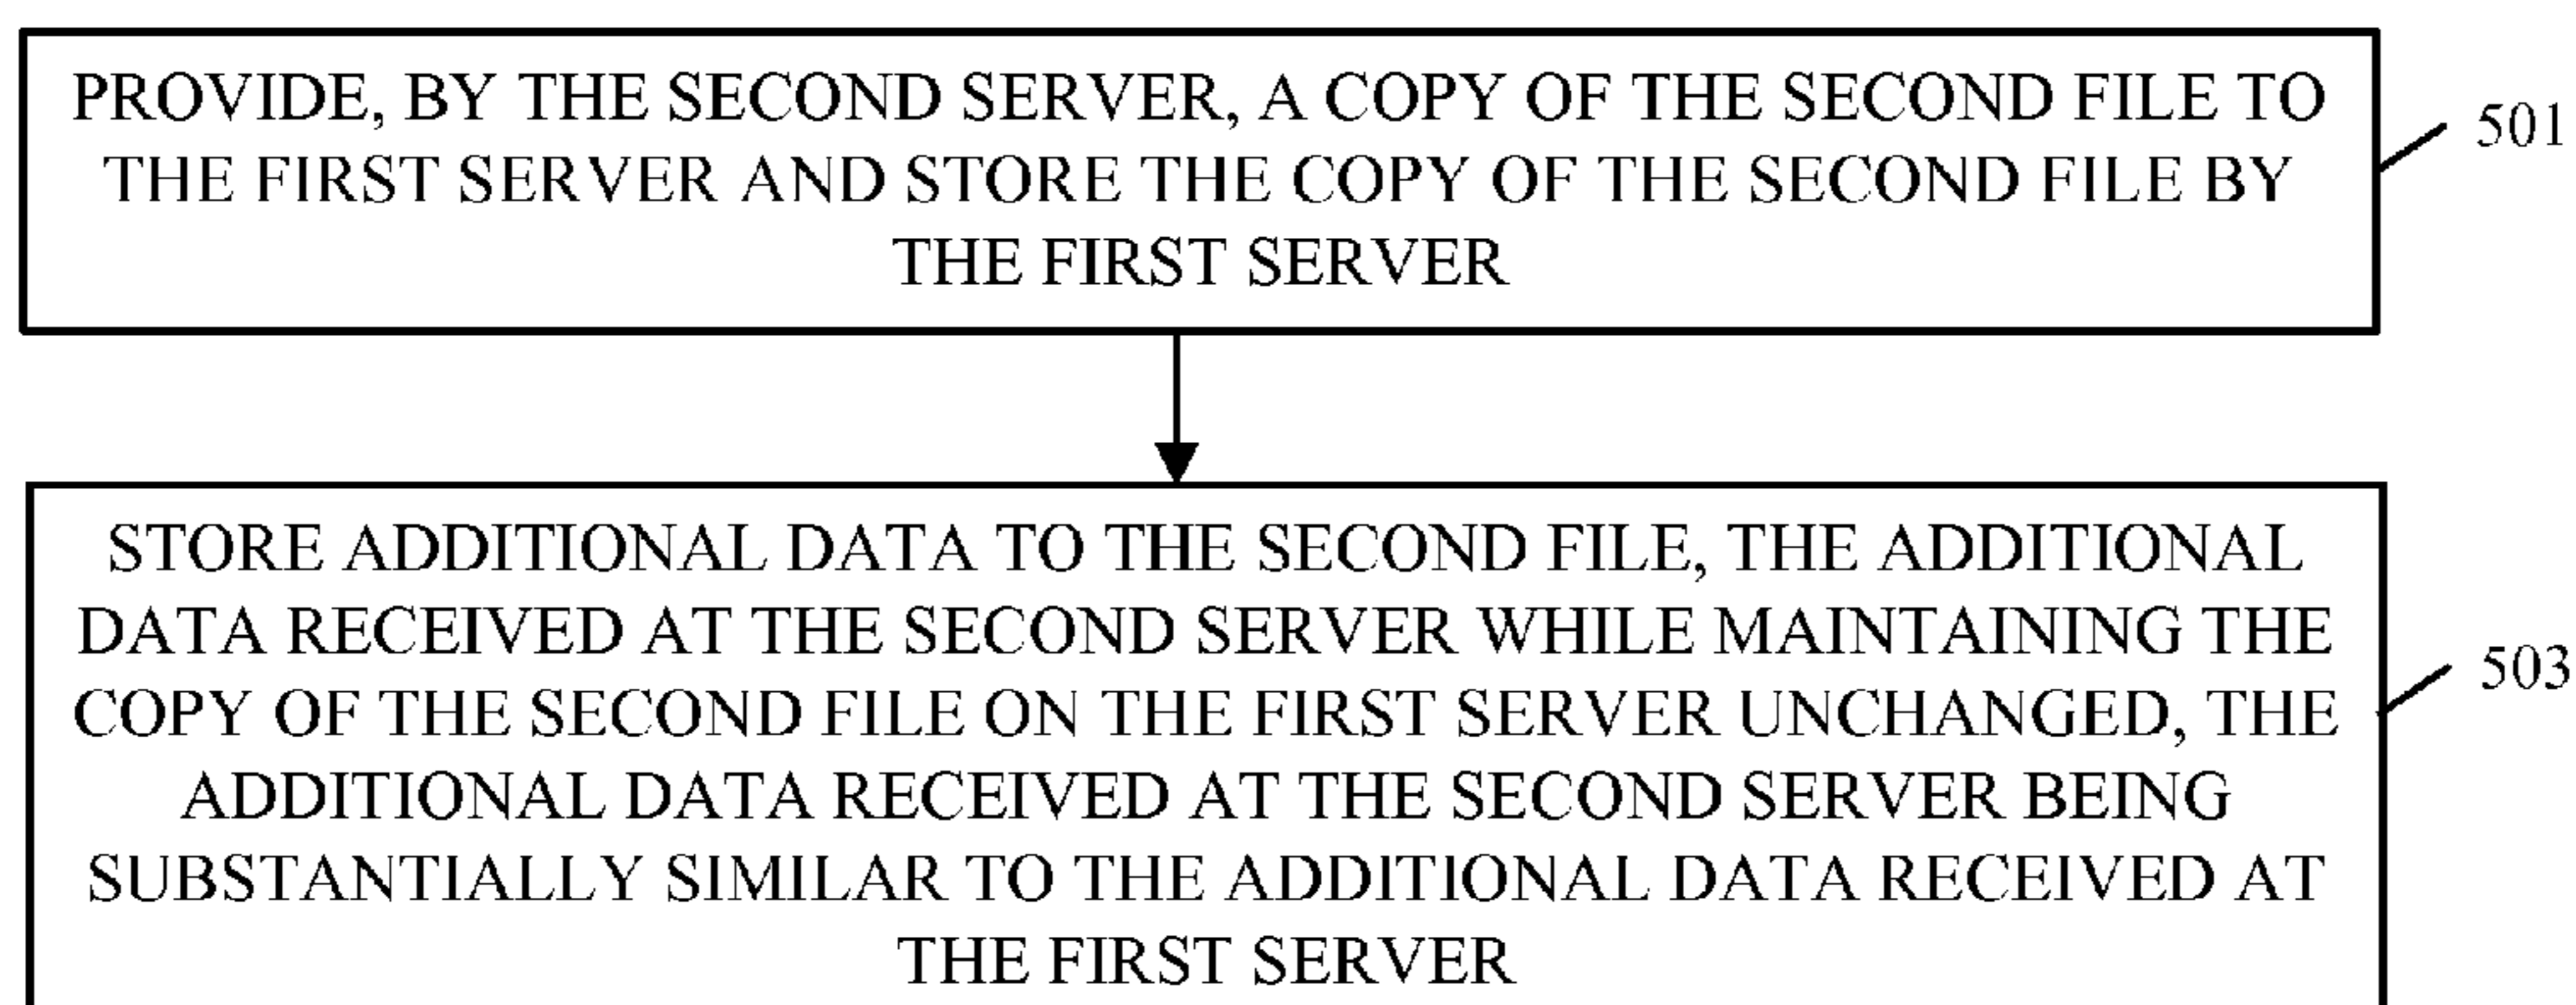 PROVIDE, BY THE SECOND SERVER, A COPY OF THE SECOND FILE TO
THE FIRST SERVER AND STORE THE COPY OF THE SECOND FILE BY
THE FIRST SERVER
501
STORE ADDITIONAL DATA TO THE SECOND FILE, THE ADDITIONAL
DATA RECEIVED AT THE SECOND SERVER WHILE MAINTAINING THE
COPY OF THE SECOND FILE ON THE FIRST SERVER UNCHANGED, THE
ADDITIONAL DATA RECEIVED AT THE SECOND SERVER BEING
SUBSTANTIALLY SIMILAR TO THE ADDITIONAL DATA RECEIVED AT
THE FIRST SERVER
503